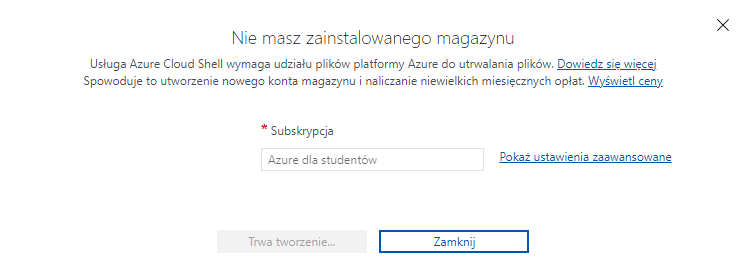 Nie masz zainstalowanego magazynu
Usługa Azure Cloud Shell wymaga udziału plików platformy Azure do utrwalania plików. Dowiedz się więcej
Spowoduje to utworzenie nowego konta magazynu i naliczanie niewielkich miesięcznych opłat. Wyświetl ceny
* Subskrypcja
Azure dla studentów
Pokaż ustawienia zaawansowane
Trwa tworzenie...
Zamknij